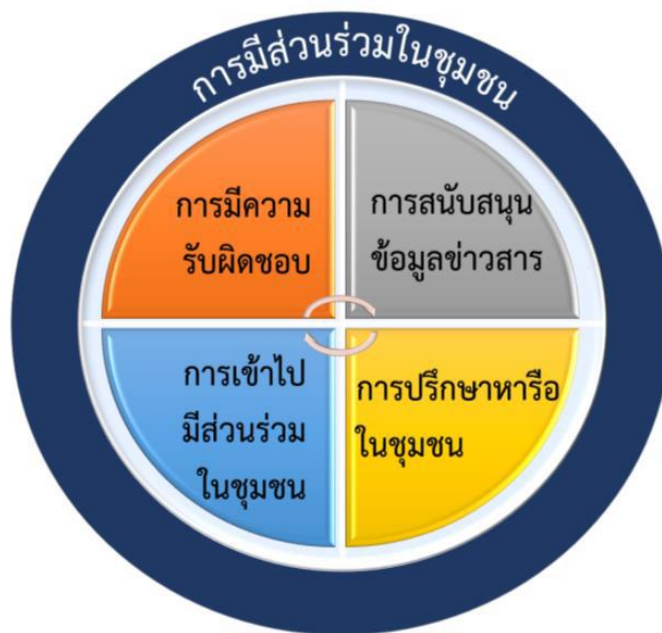 การมีส่วนร่วมในชุมชน
การมีความ
รับผิดชอบ
การสนับสนุน
ข้อมูลข่าวสาร
การเข้าไป
มีส่วนร่วม
ในชุมชน
การปรึกษาหารือ
ในชุมชน